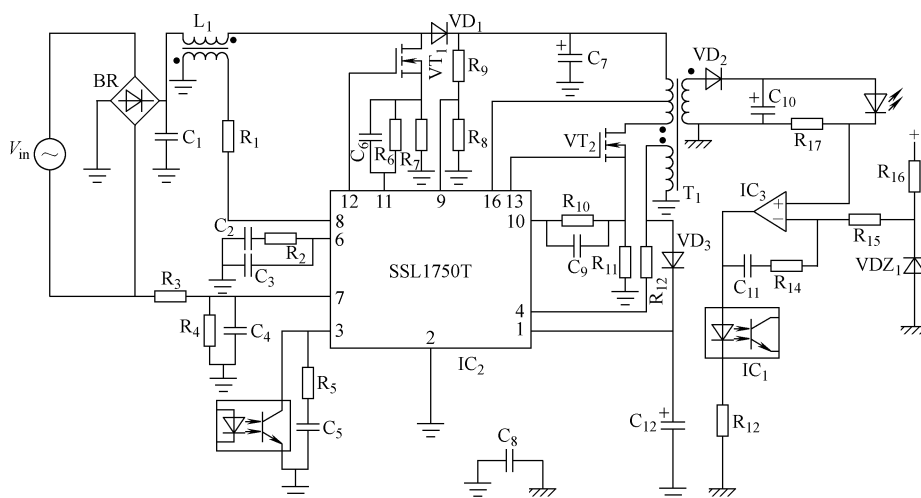 L₁
VD₁
VT₁
C₇
R₉
VD₂
C₁₀
R₁₇
BR
V_in
C₁
R₁
C₆
R₆
R₇
R₈
VT₂
T₁
R₁₆
12
11
9
16
13
IC₃
8
6
7
3
10
4
1
2
SSL1750T
IC₂
C₂
R₂
C₃
R₃
R₄
C₄
R₅
C₅
R₁₀
C₉
R₁₁
R₁₂
VD₃
C₁₂
R₁₅
VDZ₁
C₁₁
R₁₄
IC₁
R₁₂
C₈
+
+
+
+
+
−